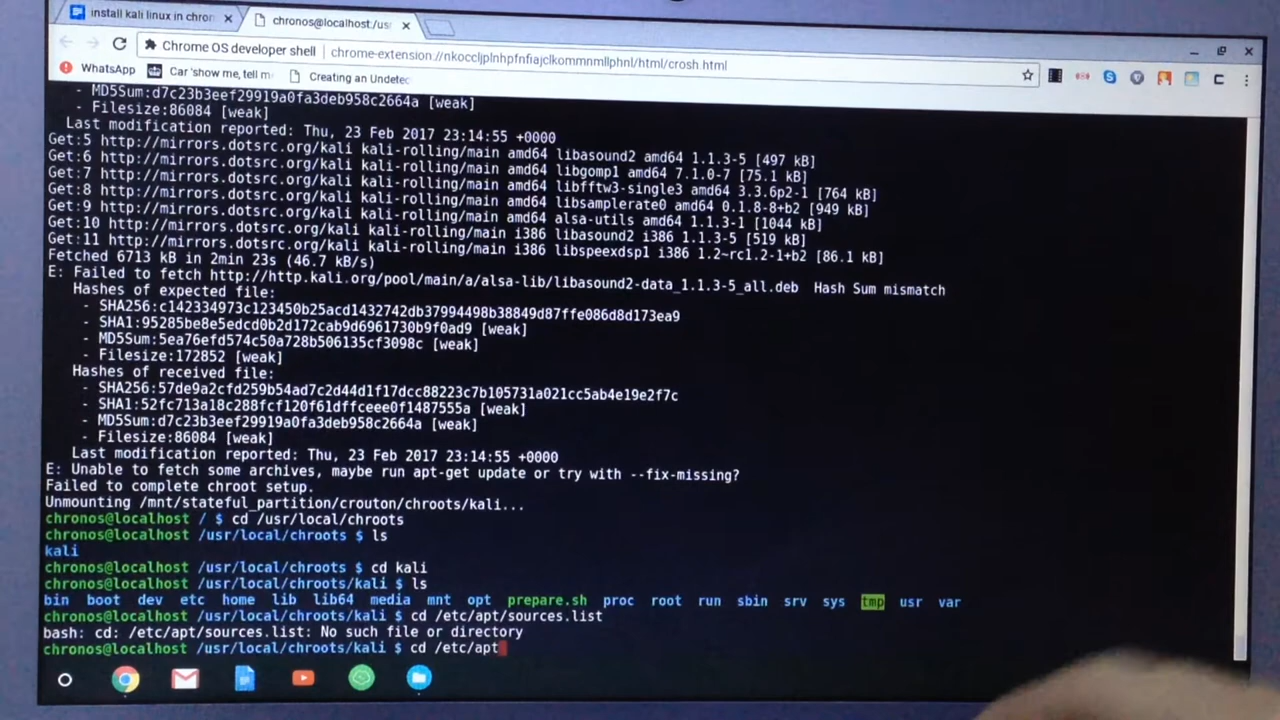 install kali linux in chron
chronos@localhost:/usr
Chrome OS developer shell | chrome-extension://nkoccljplnhpfnfiajclkommnmllphnl/html/crosh.html
WhatsApp
Car 'show me, tell m
Creating an Undetec
- MD5Sum:d7c23b3eef29919a0fa3deb958c2664a [weak]
- Filesize:86084 [weak]
Last modification reported: Thu, 23 Feb 2017 23:14:55 +0000
Get:5 http://mirrors.dotsrc.org/kali kali-rolling/main amd64 libasound2 amd64 1.1.3-5 [497 kB]
Get:6 http://mirrors.dotsrc.org/kali kali-rolling/main amd64 libgomp1 amd64 7.1.0-7 [75.1 kB]
Get:7 http://mirrors.dotsrc.org/kali kali-rolling/main amd64 libfftw3-single3 amd64 3.3.6p2-1 [764 kB]
Get:8 http://mirrors.dotsrc.org/kali kali-rolling/main amd64 libsamplerate0 amd64 0.1.8-8+b2 [949 kB]
Get:9 http://mirrors.dotsrc.org/kali kali-rolling/main amd64 alsa-utils amd64 1.1.3-1 [1044 kB]
Get:10 http://mirrors.dotsrc.org/kali kali-rolling/main i386 libasound2 i386 1.1.3-5 [519 kB]
Get:11 http://mirrors.dotsrc.org/kali kali-rolling/main i386 libspeexdsp1 i386 1.2~rc1.2-1+b2 [86.1 kB]
Fetched 6713 kB in 2min 23s (46.7 kB/s)
E: Failed to fetch http://http.kali.org/pool/main/a/alsa-lib/libasound2-data_1.1.3-5_all.deb  Hash Sum mismatch
Hashes of expected file:
- SHA256:c142334973c123450b25acd1432742db37994498b38849d87ffe086d8d173ea9
- SHA1:95285be8e5edcd0b2d172cab9d6961730b9f0ad9 [weak]
- MD5Sum:5ea76efd574c50a728b506135cf3098c [weak]
- Filesize:172852 [weak]
Hashes of received file:
- SHA256:57de9a2cfd259b54ad7c2d44d1f17dcc88223c7b105731a021cc5ab4e19e2f7c
- SHA1:52fc713a18c288fcf120f61dffceee0f1487555a [weak]
- MD5Sum:d7c23b3eef29919a0fa3deb958c2664a [weak]
- Filesize:86084 [weak]
Last modification reported: Thu, 23 Feb 2017 23:14:55 +0000
E: Unable to fetch some archives, maybe run apt-get update or try with --fix-missing?
Failed to complete chroot setup.
Unmounting /mnt/stateful_partition/crouton/chroots/kali...
chronos@localhost / $ cd /usr/local/chroots
chronos@localhost /usr/local/chroots $ ls
kali
chronos@localhost /usr/local/chroots $ cd kali
chronos@localhost /usr/local/chroots/kali $ ls
bin boot dev etc home lib lib64 media mnt opt prepare.sh proc root run sbin srv sys tmp usr var
chronos@localhost /usr/local/chroots/kali $ cd /etc/apt/sources.list
bash: cd: /etc/apt/sources.list: No such file or directory
chronos@localhost /usr/local/chroots/kali $ cd /etc/apt